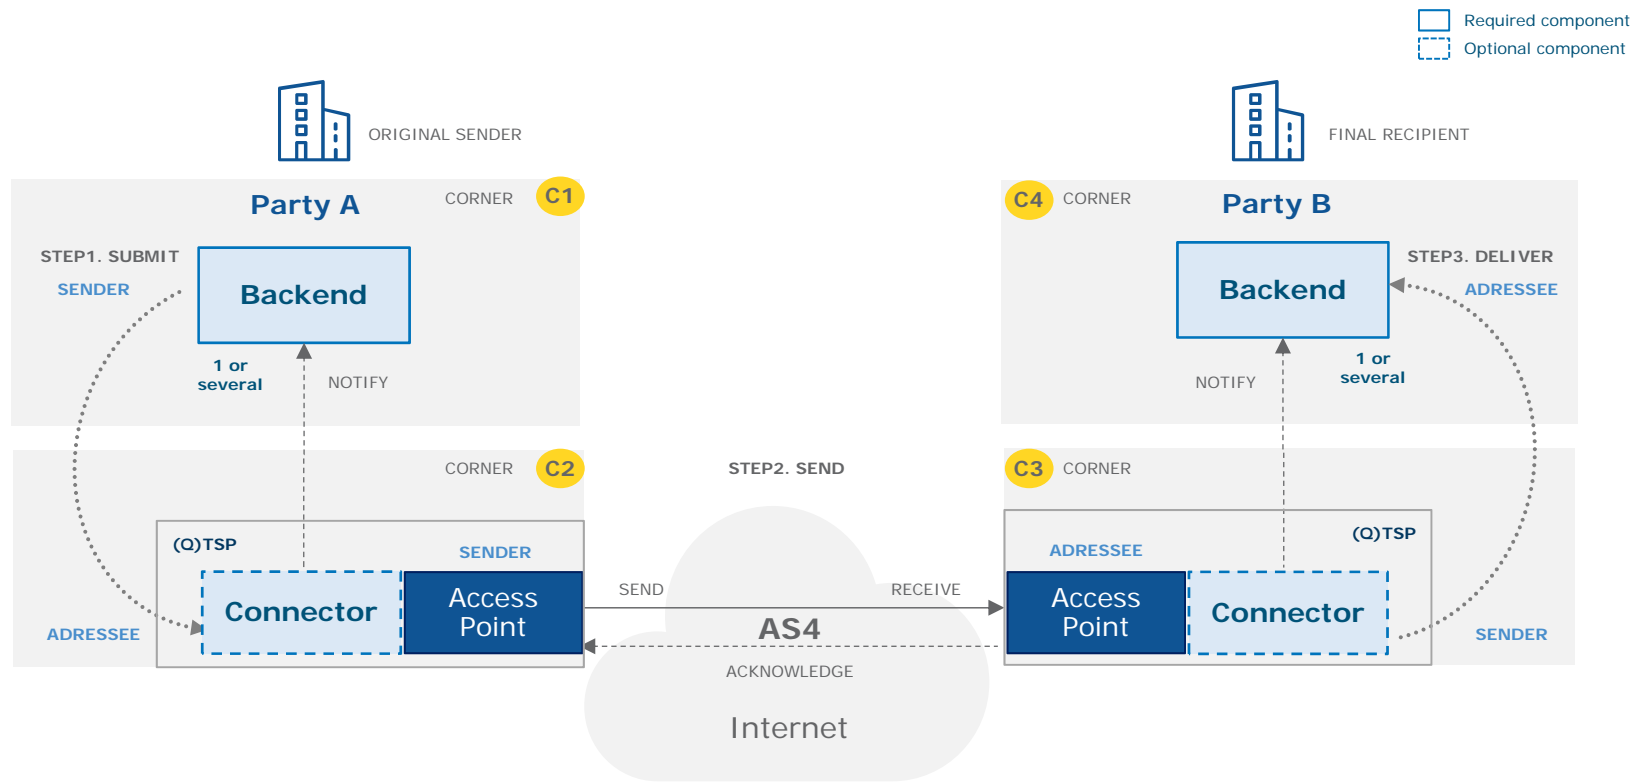 Required component
Optional component
ORIGINAL SENDER
FINAL RECIPIENT
Party A
CORNER
C1
STEP1. SUBMIT
SENDER
Backend
1 or
several
NOTIFY
C4
CORNER
Party B
STEP3. DELIVER
ADRESSEE
Backend
1 or
several
NOTIFY
CORNER
C2
(Q)TSP
SENDER
Connector
Access
Point
ADRESSEE
STEP2. SEND
SEND
RECEIVE
AS4
ACKNOWLEDGE
Internet
C3
CORNER
(Q)TSP
ADRESSEE
Access
Point
Connector
SENDER